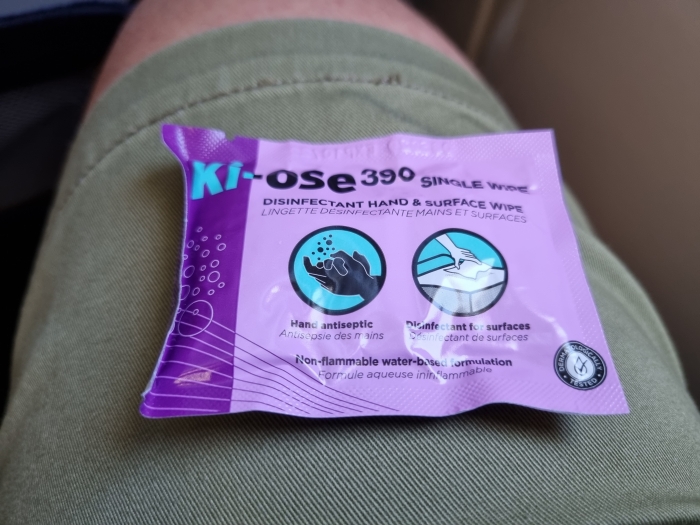 Ki-ose 390 SINGLE WIPE
DISINFECTANT HAND & SURFACE WIPE
LINGETTE DÉSINFECTANTE MAINS ET SURFACES
Hand antiseptic
Antisepsie des mains
Disinfectant for surfaces
Désinfectant de surfaces
Non-flammable water-based formulation
Formule aqueuse ininflammable
DERMATOLOGICALLY TESTED